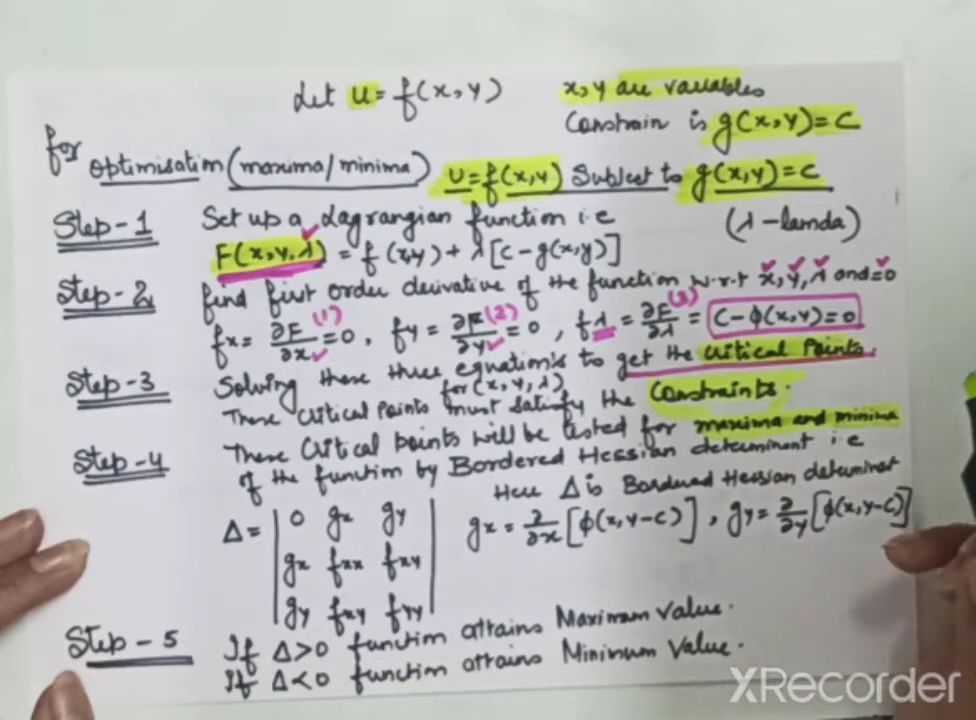 Let U = f(x, y) x, y are variables
Constrain is g(x, y) = C
for optimisation (maxima/minima) U = f(x, y) Subject to g(x, y) = C
Step-1 Set up a Lagrangian function i.e (λ - lamda)
F(x, y, λ) = f(x, y) + λ[C - g(x, y)]
Step-2 find first order derivative of the function w.r.t x, y, λ and = 0
fx = ∂F/∂x = 0, (1) fy = ∂F/∂y = 0, (2) fλ = ∂F/∂λ = (3) C - ϕ(x, y) = 0
Step-3 Solving these three equation's to get the critical Points
for (x, y, λ)
These Critical Points must satisfy the Constraints.
Step-4 These Critical points will be tested for maxima and minima
of the function by Bordered Hessian determinant i e
Here Δ is Bordered Hessian determinat
Δ = | 0 gx gy | gx = ∂/∂x [ϕ(x, y-c)], gy = ∂/∂y [ϕ(x, y-c)]
| gx fxx fxy |
| gy fxy fyy |
Step-5 If Δ>0 function attains Maximum Value.
If Δ<0 function attains Minimum Value.
XRecorder